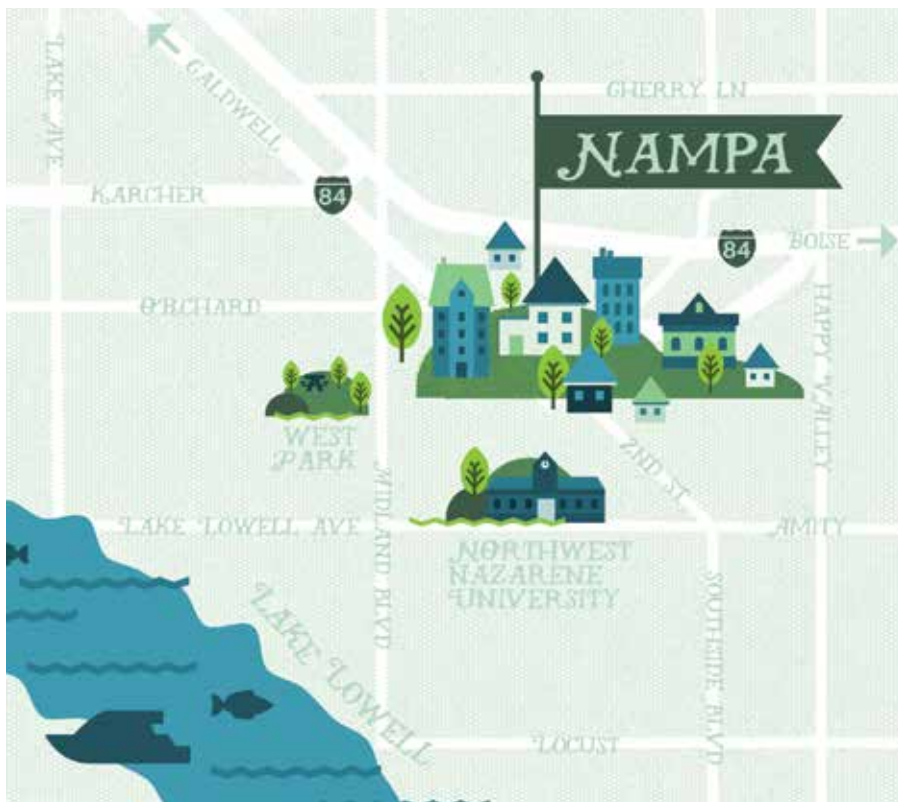 LAKE AVE
CALDWELL
CHERRY LN
NAMPA
KARCHER
84
84
BOISE
ORCHARD
HAPPY VALLEY
WEST
PARK
2ND ST
MIDLAND BLVD
LAKE LOWELL AVE
AMITY
NORTHWEST
NAZARENE
UNIVERSITY
SOUTHSIDE BLVD
LAKE LOWELL
LOCUST